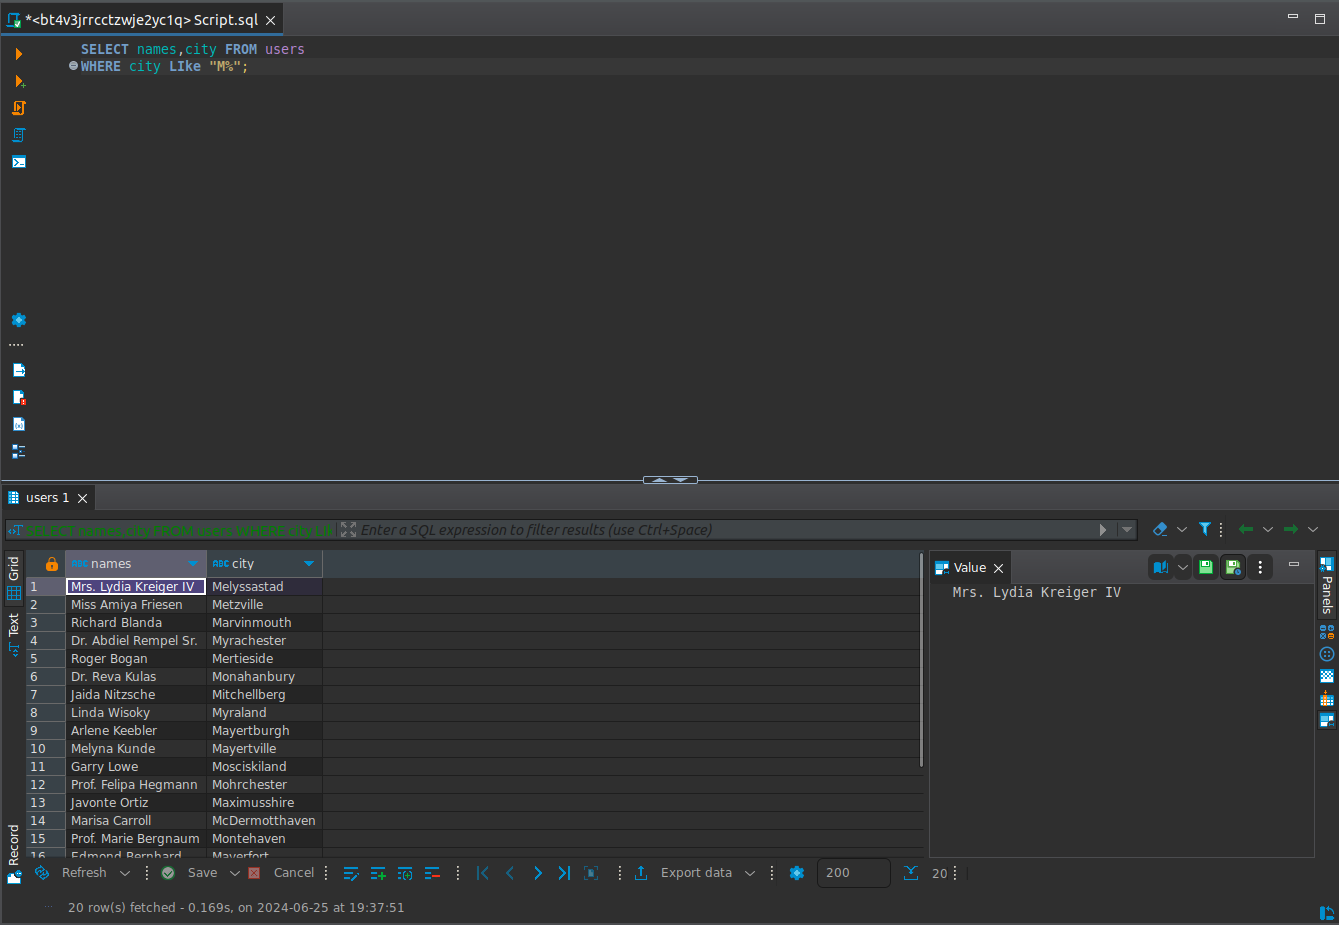 *<bt4v3jrrcctzwje2yc1q> Script.sql
SELECT names,city FROM users
WHERE city LIke "M%";
users 1
SELECT names,city FROM users WHERE city LIk
Enter a SQL expression to filter results (use Ctrl+Space)
Grid
Text
Record
names city
1 Mrs. Lydia Kreiger IV Melyssastad
2 Miss Amiya Friesen Metzville
3 Richard Blanda Marvinmouth
4 Dr. Abdiel Rempel Sr. Myrachester
5 Roger Bogan Mertieside
6 Dr. Reva Kulas Monahanbury
7 Jaida Nitzsche Mitchellberg
8 Linda Wisoky Myraland
9 Arlene Keebler Mayertburgh
10 Melyna Kunde Mayertville
11 Garry Lowe Mosciskiland
12 Prof. Felipa Hegmann Mohrchester
13 Javonte Ortiz Maximusshire
14 Marisa Carroll McDermotthaven
15 Prof. Marie Bergnaum Montehaven
16 Edmond Bernhard Mayerfort
Value
Mrs. Lydia Kreiger IV
Panels
Refresh Save Cancel Export data 200 20
20 row(s) fetched - 0.169s, on 2024-06-25 at 19:37:51